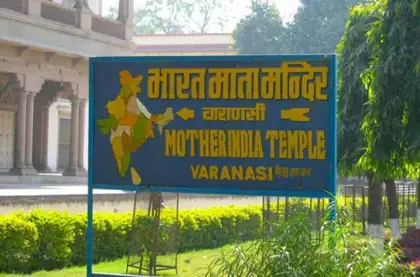 भारत माता मन्दिर
वाराणसी
MOTHER INDIA TEMPLE
VARANASI